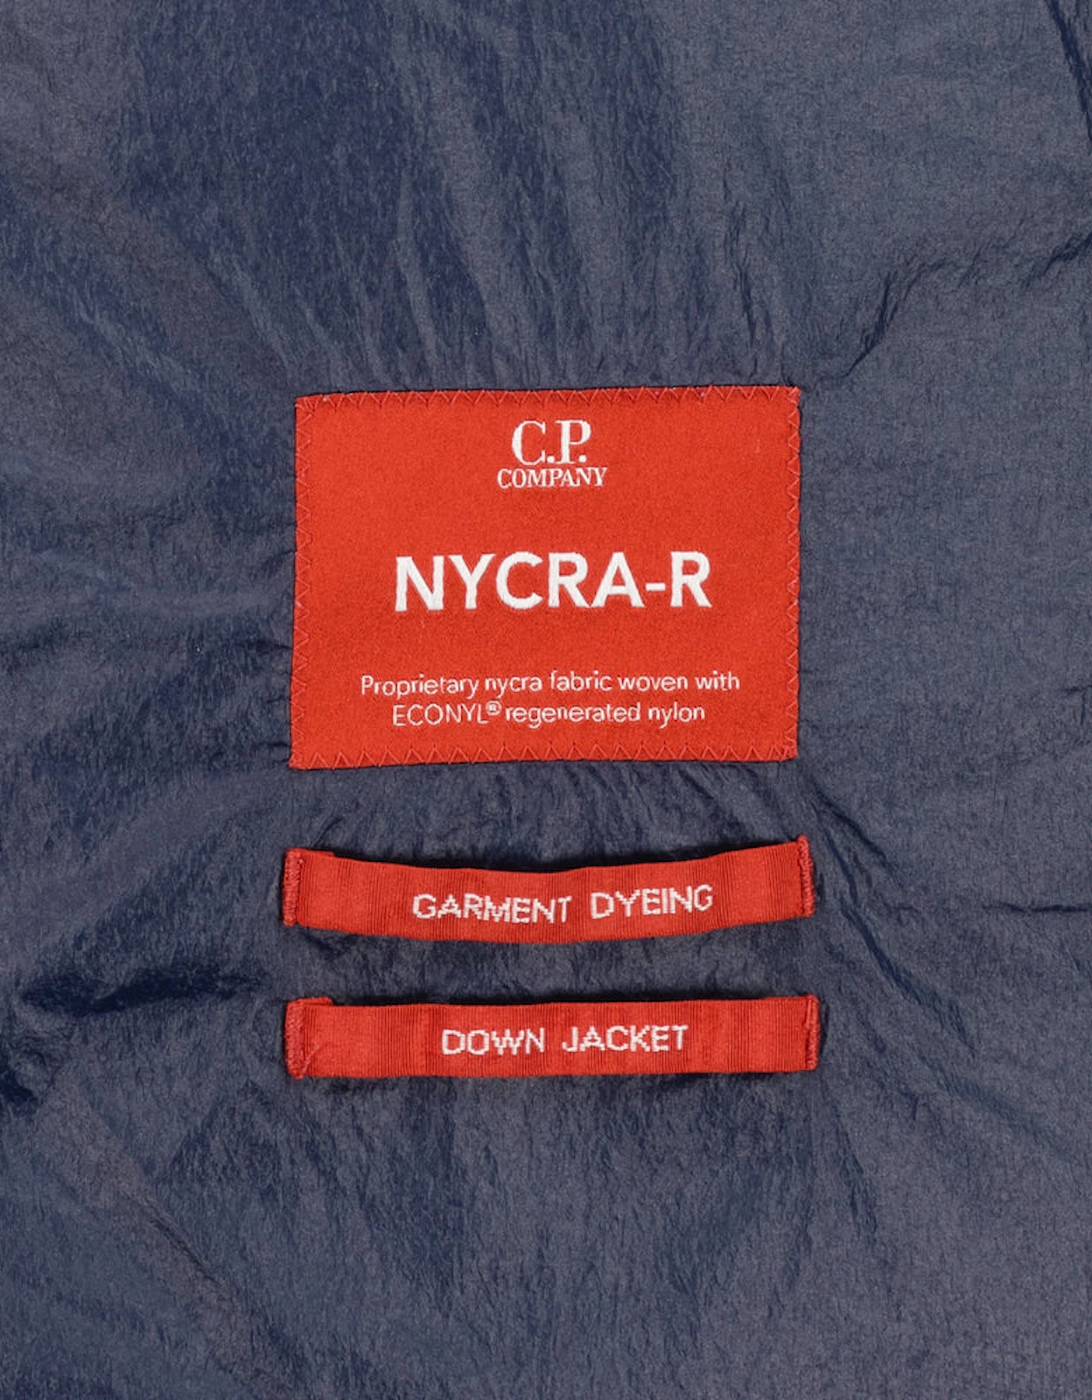 C.P.
COMPANY
NYCRA-R
Proprietary nycra fabric woven with
ECONYL® regenerated nylon
GARMENT DYEING
DOWN JACKET